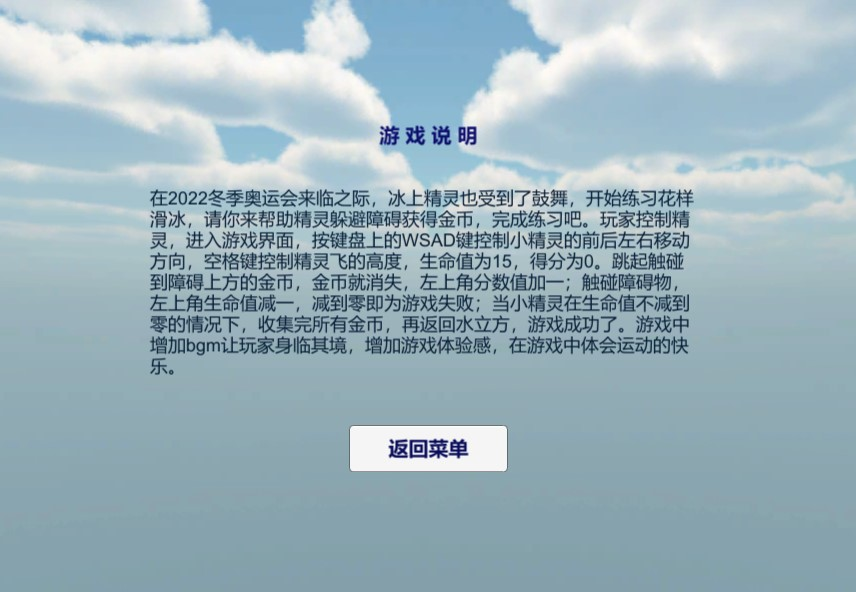 游戏说明
在2022冬季奥运会来临之际，冰上精灵也受到了鼓舞，开始练习花样
滑冰，请你来帮助精灵躲避障碍获得金币，完成练习吧。玩家控制精
灵，进入游戏界面，按键盘上的WSAD键控制小精灵的前后左右移动
方向，空格键控制精灵飞的高度，生命值为15，得分为0。跳起触碰
到障碍上方的金币，金币就消失，左上角分数值加一；触碰障碍物，
左上角生命值减一，减到零即为游戏失败；当小精灵在生命值不减到
零的情况下，收集完所有金币，再返回水立方，游戏成功了。游戏中
增加bgm让玩家身临其境，增加游戏体验感，在游戏中体会运动的快
乐。
返回菜单